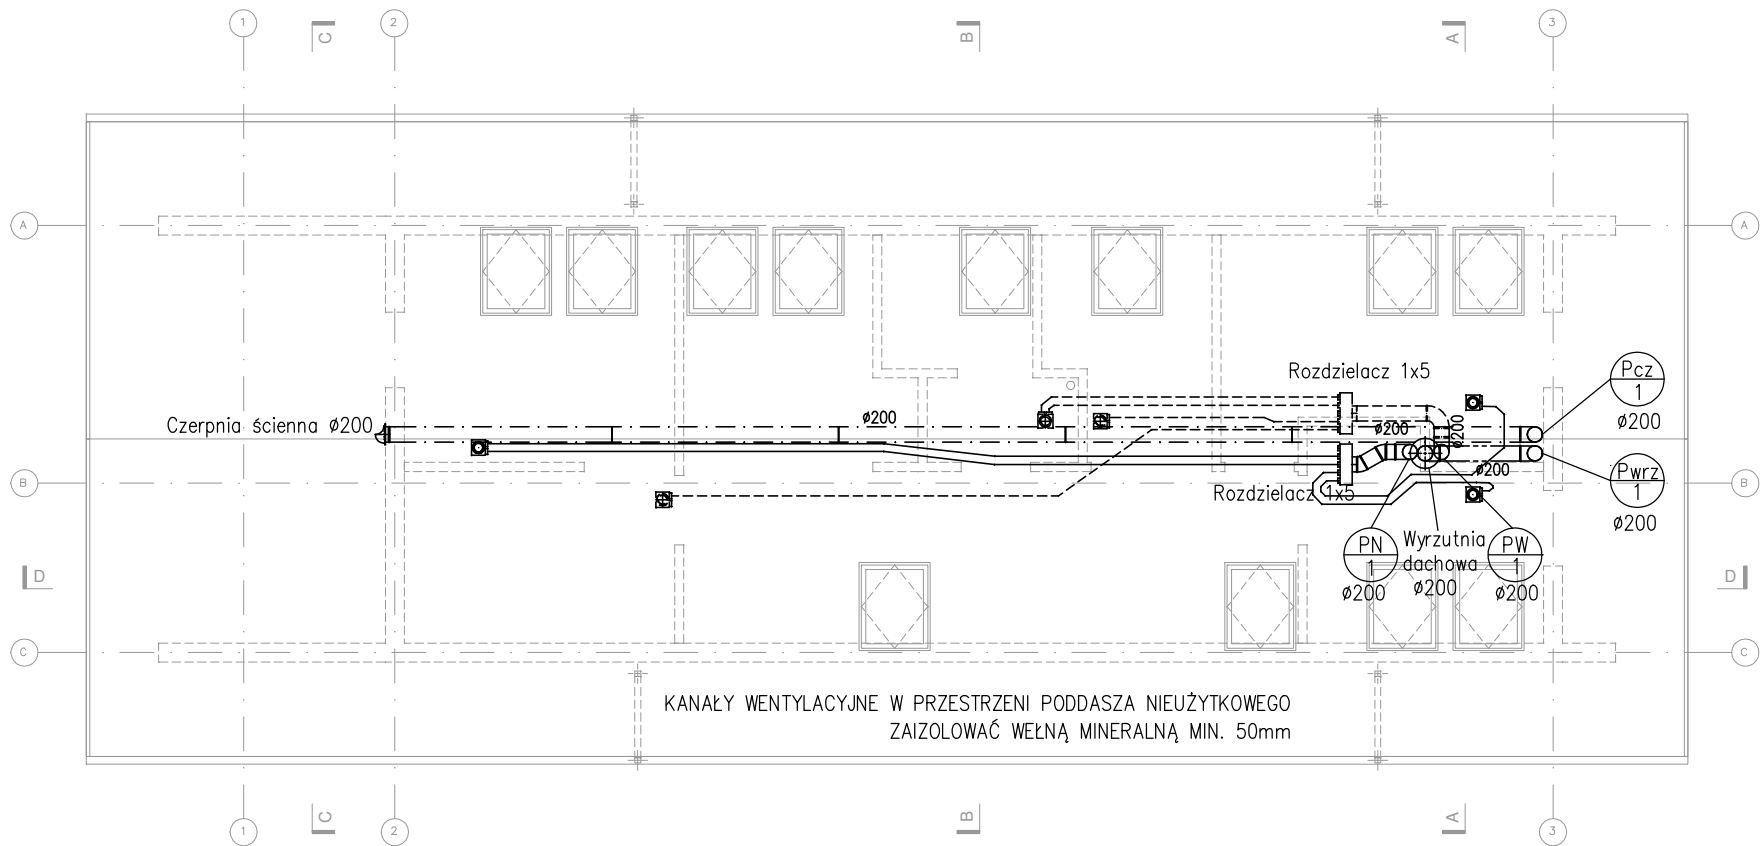 1
2
3
C
B
A
A
A
Rozdzielacz 1x5
Pcz
1
ø200
Czerpnia ścienna ø200
ø200
ø200
ø200
ø200
Pwrz
1
ø200
B
B
Rozdzielacz 1x5
PN
1
ø200
Wyrzutnia
dachowa
ø200
PW
1
ø200
D
D
C
C
KANAŁY WENTYLACYJNE W PRZESTRZENI PODDASZA NIEUŻYTKOWEGO
ZAIZOLOWAĆ WEŁNĄ MINERALNĄ MIN. 50mm
C
B
A
1
2
3